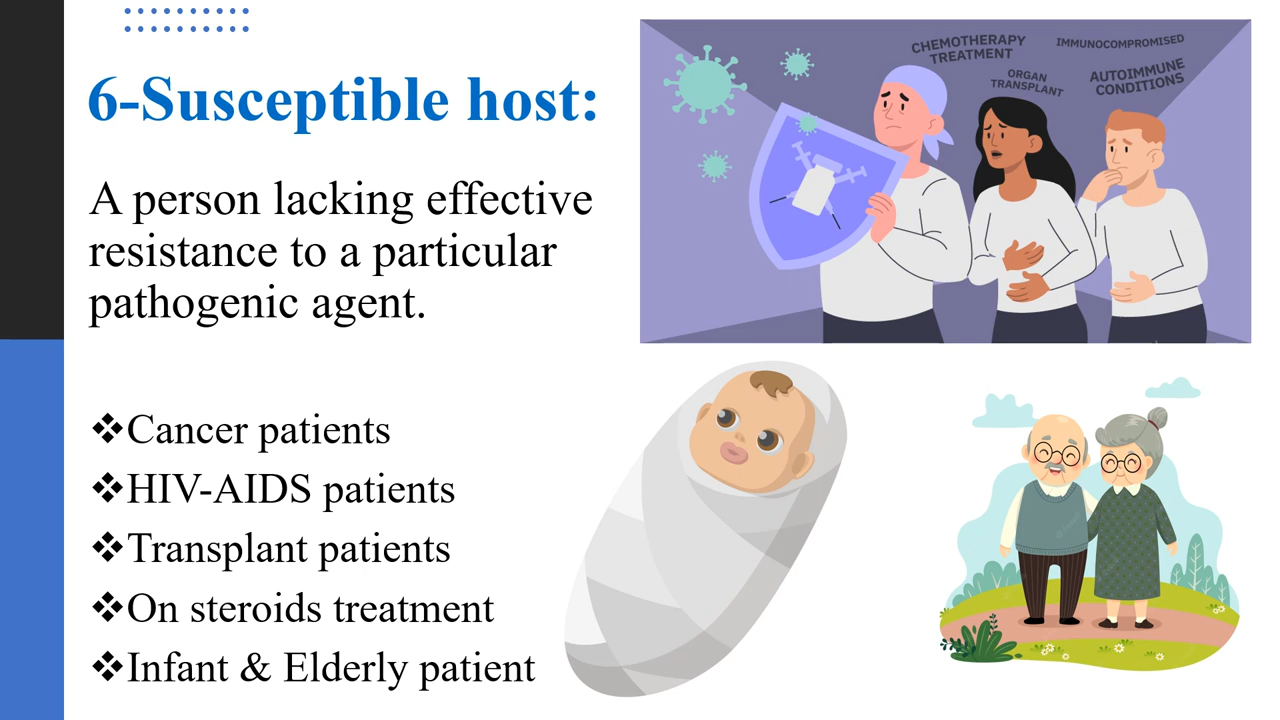 6-Susceptible host:
A person lacking effective
resistance to a particular
pathogenic agent.
❖Cancer patients
❖HIV-AIDS patients
❖Transplant patients
❖On steroids treatment
❖Infant & Elderly patient
CHEMOTHERAPY
TREATMENT
IMMUNOCOMPROMISED
ORGAN
TRANSPLANT
AUTOIMMUNE
CONDITIONS